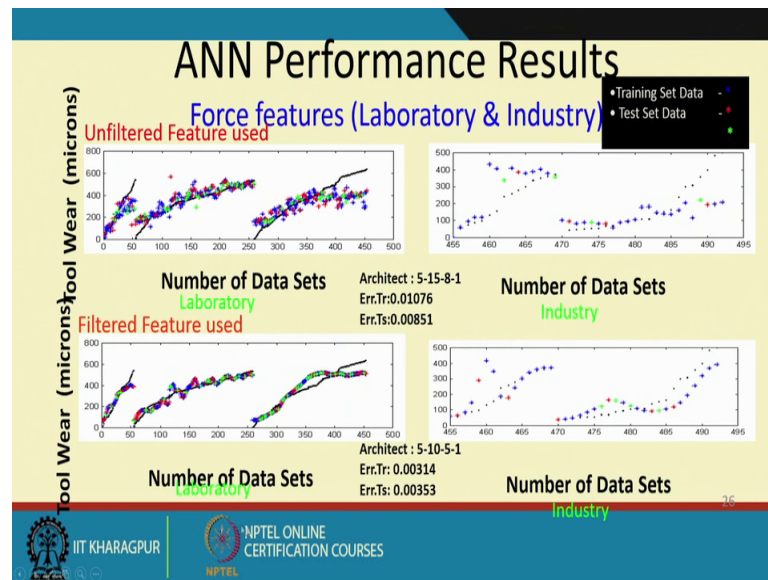 ANN Performance Results
Force features (Laboratory & Industry)
•Training Set Data -
• Test Set Data -
Unfiltered Feature used
Tool Wear (microns)
800
600
400
200
0
0 50 100 150 200 250 300 350 400 450 500
500
400
300
200
100
0
455 460 465 470 475 480 485 490 495
Number of Data Sets
Laboratory
Architect : 5-15-8-1
Err.Tr:0.01076
Err.Ts:0.00851
Number of Data Sets
Industry
Filtered Feature used
Tool Wear (microns)
800
600
400
200
0
0 50 100 150 200 250 300 350 400 450 500
500
400
300
200
100
0
455 460 465 470 475 480 485 490 495
Number of Data Sets
Laboratory
Architect : 5-10-5-1
Err.Tr: 0.00314
Err.Ts: 0.00353
Number of Data Sets
Industry
26
IIT KHARAGPUR
NPTEL
NPTEL ONLINE
CERTIFICATION COURSES